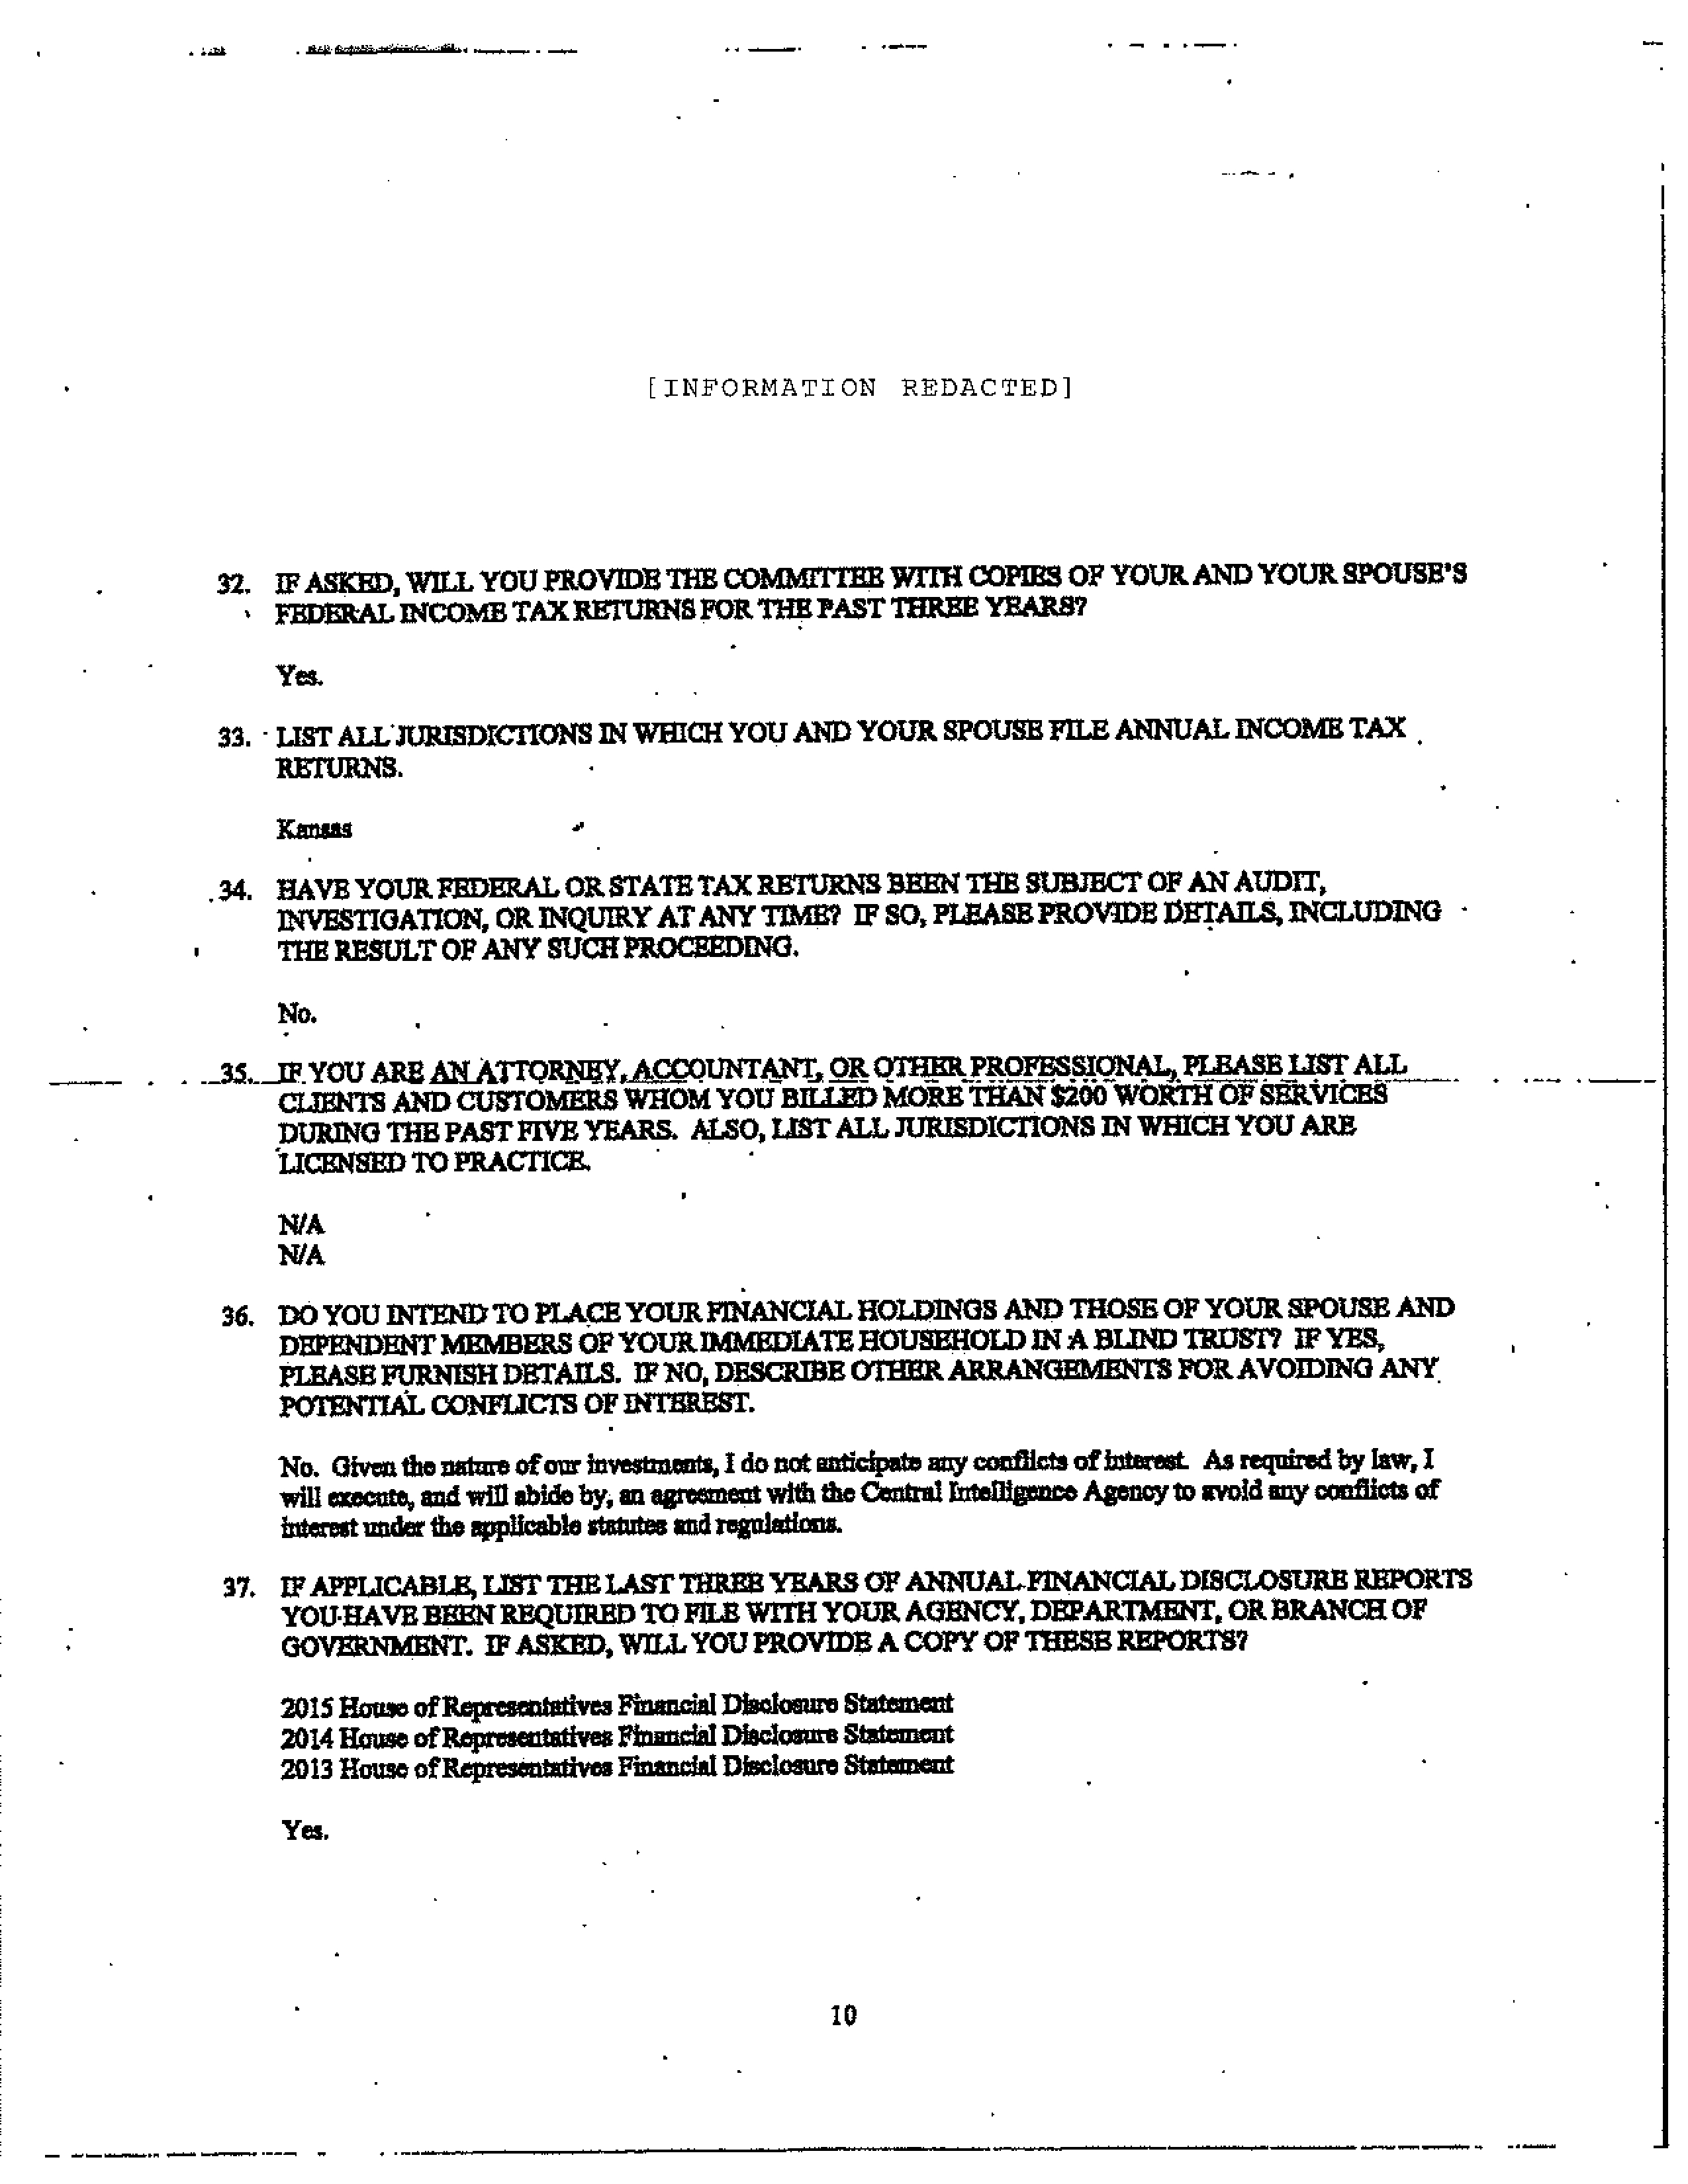 [INFORMATION REDACTED]
32. IF ASKED, WILL YOU PROVIDE THE COMMITTEE WITH COPIES OF YOUR AND YOUR SPOUSE'S
FEDERAL INCOME TAX RETURNS FOR THE PAST THREE YEARS?
Yes.
33. LIST ALL JURISDICTIONS IN WHICH YOU AND YOUR SPOUSE FILE ANNUAL INCOME TAX
RETURNS.
Kansas
34. HAVE YOUR FEDERAL OR STATE TAX RETURNS BEEN THE SUBJECT OF AN AUDIT,
INVESTIGATION, OR INQUIRY AT ANY TIME? IF SO, PLEASE PROVIDE DETAILS, INCLUDING
THE RESULT OF ANY SUCH PROCEEDING.
No.
35. IF YOU ARE AN ATTORNEY, ACCOUNTANT, OR OTHER PROFESSIONAL, PLEASE LIST ALL
CLIENTS AND CUSTOMERS WHOM YOU BILLED MORE THAN $200 WORTH OF SERVICES
DURING THE PAST FIVE YEARS. ALSO, LIST ALL JURISDICTIONS IN WHICH YOU ARE
LICENSED TO PRACTICE.
N/A
N/A
36. DO YOU INTEND TO PLACE YOUR FINANCIAL HOLDINGS AND THOSE OF YOUR SPOUSE AND
DEPENDENT MEMBERS OF YOUR IMMEDIATE HOUSEHOLD IN A BLIND TRUST? IF YES,
PLEASE FURNISH DETAILS. IF NO, DESCRIBE OTHER ARRANGEMENTS FOR AVOIDING ANY
POTENTIAL CONFLICTS OF INTEREST.
No. Given the nature of our investments, I do not anticipate any conflicts of interest. As required by law, I
will execute, and will abide by, an agreement with the Central Intelligence Agency to avoid any conflicts of
interest under the applicable statutes and regulations.
37. IF APPLICABLE, LIST THE LAST THREE YEARS OF ANNUAL FINANCIAL DISCLOSURE REPORTS
YOU HAVE BEEN REQUIRED TO FILE WITH YOUR AGENCY, DEPARTMENT, OR BRANCH OF
GOVERNMENT. IF ASKED, WILL YOU PROVIDE A COPY OF THESE REPORTS?
2015 House of Representatives Financial Disclosure Statement
2014 House of Representatives Financial Disclosure Statement
2013 House of Representatives Financial Disclosure Statement
Yes.
10